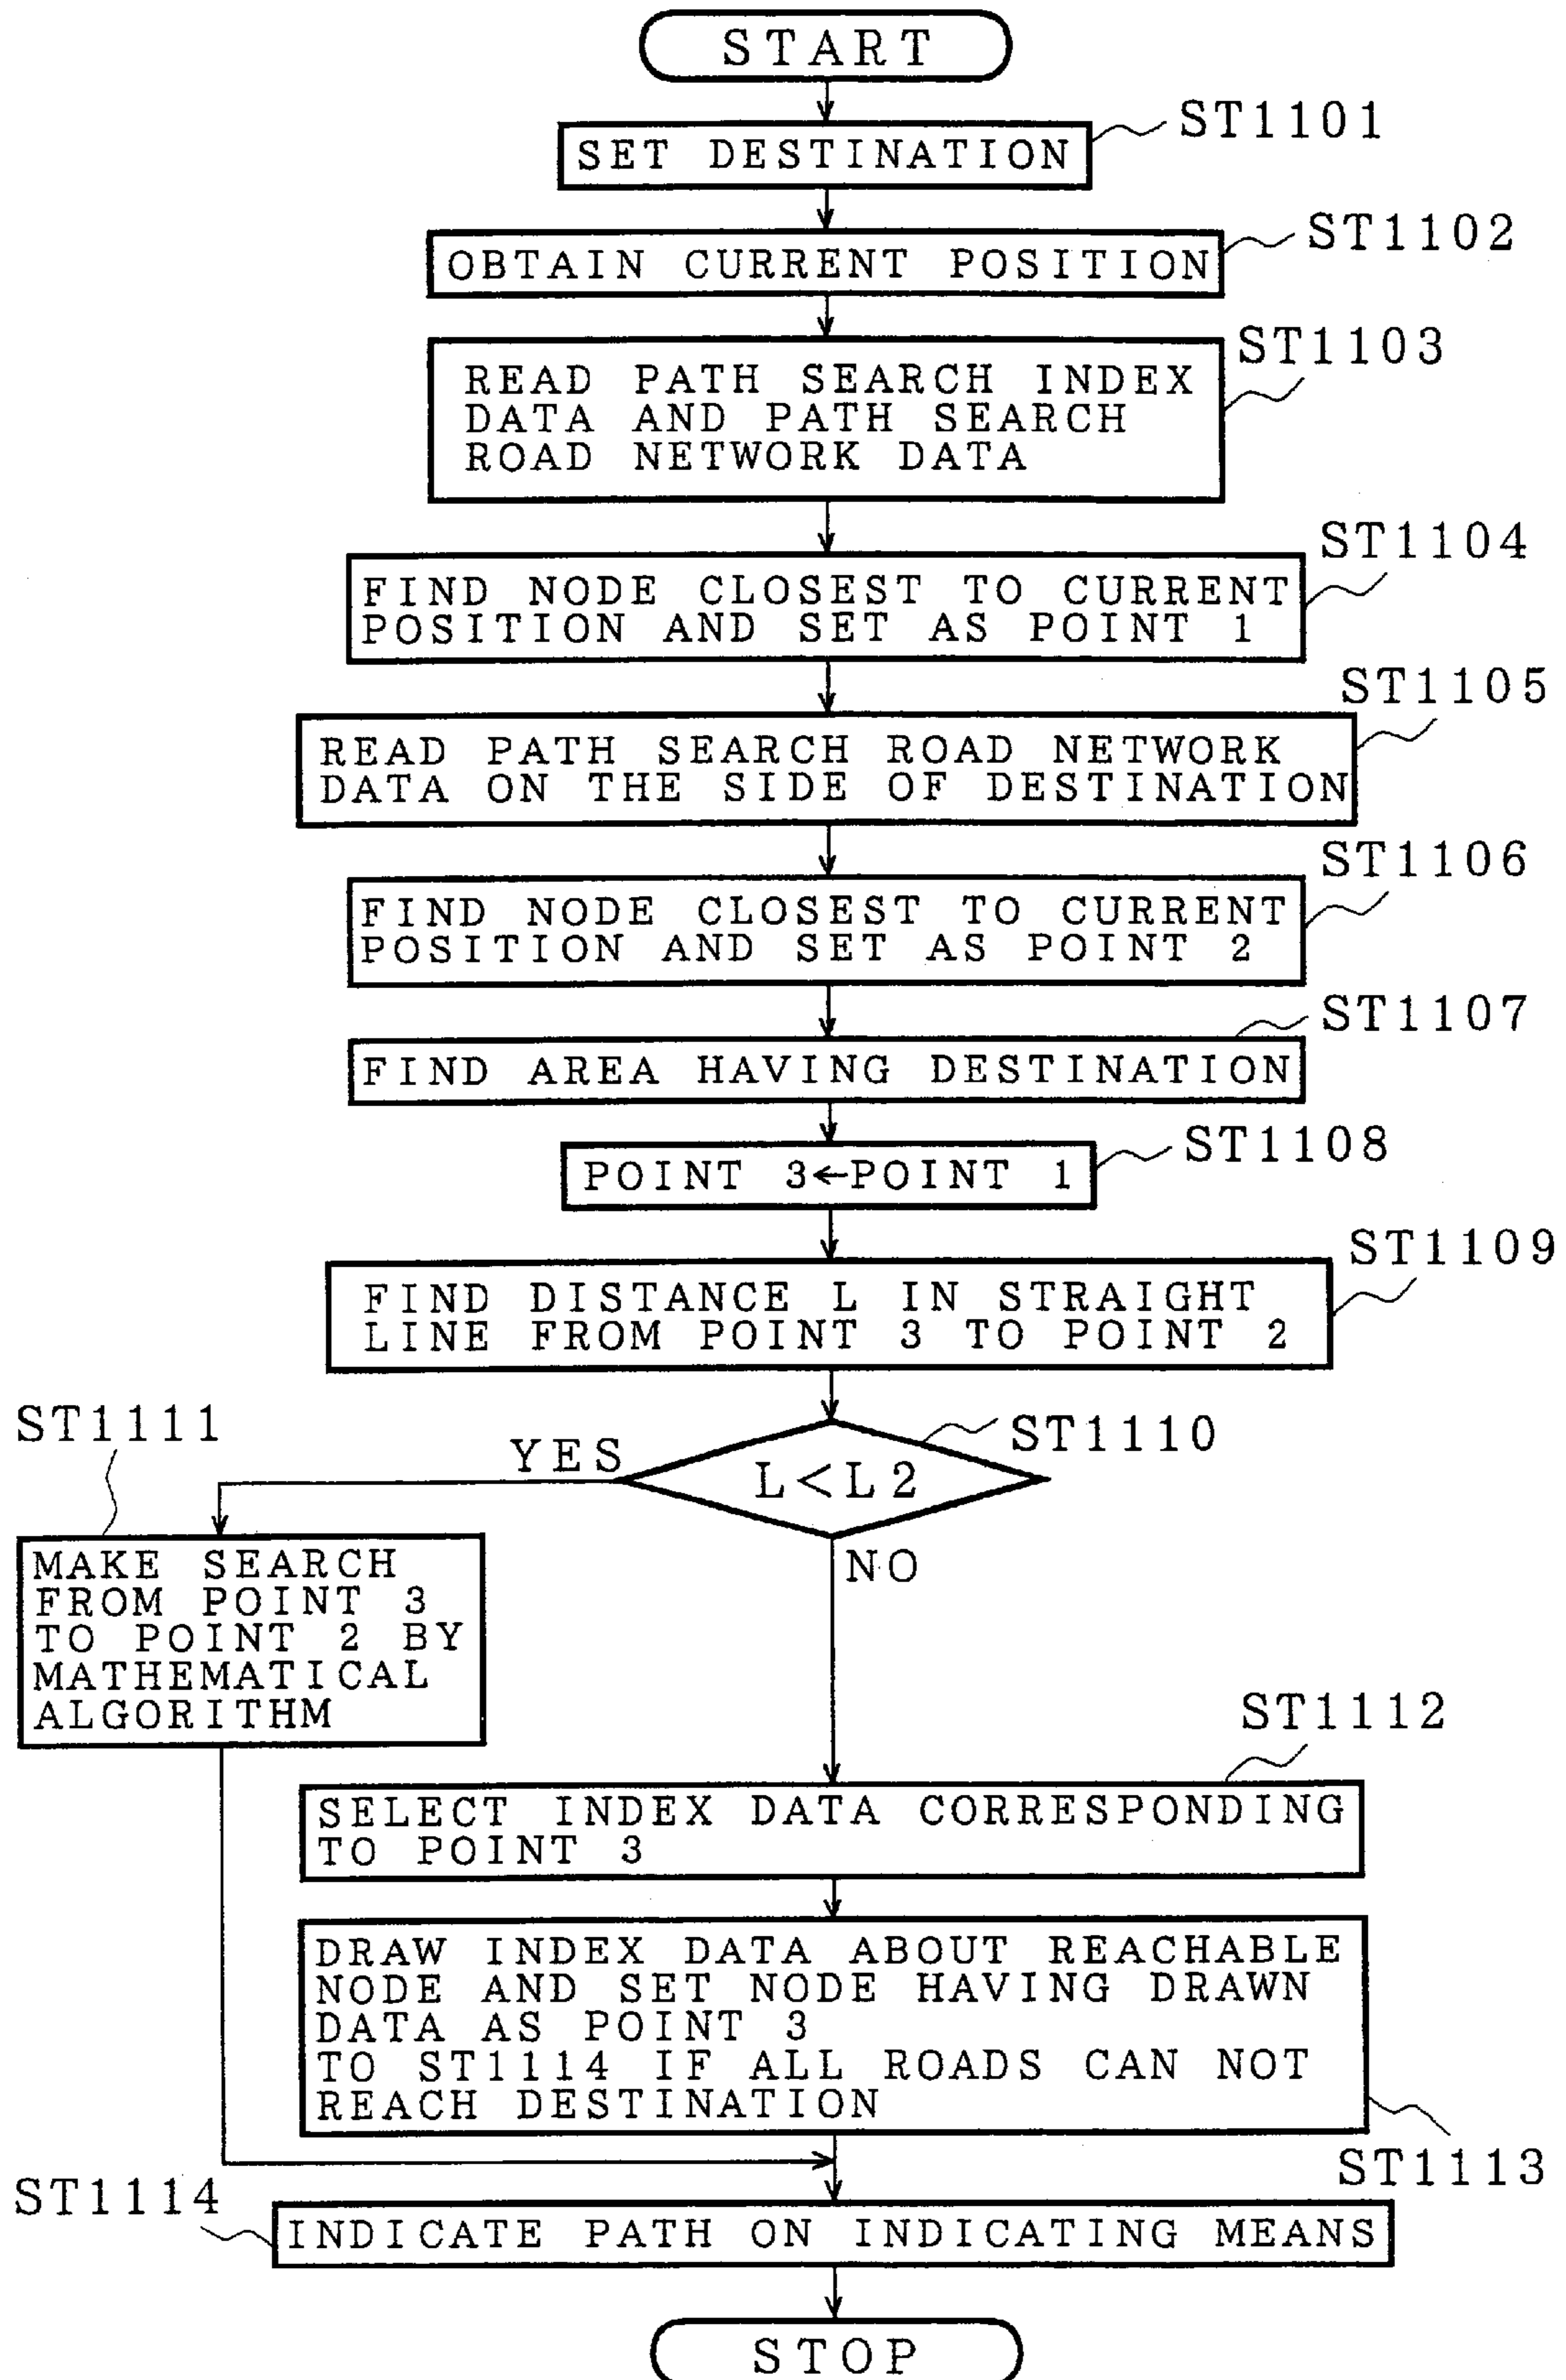 START
ST1101
SET DESTINATION
ST1102
OBTAIN CURRENT POSITION
ST1103
READ PATH SEARCH INDEX
DATA AND PATH SEARCH
ROAD NETWORK DATA
ST1104
FIND NODE CLOSEST TO CURRENT
POSITION AND SET AS POINT 1
ST1105
READ PATH SEARCH ROAD NETWORK
DATA ON THE SIDE OF DESTINATION
ST1106
FIND NODE CLOSEST TO CURRENT
POSITION AND SET AS POINT 2
ST1107
FIND AREA HAVING DESTINATION
ST1108
POINT 3←POINT 1
ST1109
FIND DISTANCE L IN STRAIGHT
LINE FROM POINT 3 TO POINT 2
ST1110
L<L2
YES
NO
ST1111
MAKE SEARCH
FROM POINT 3
TO POINT 2 BY
MATHEMATICAL
ALGORITHM
ST1112
SELECT INDEX DATA CORRESPONDING
TO POINT 3
DRAW INDEX DATA ABOUT REACHABLE
NODE AND SET NODE HAVING DRAWN
DATA AS POINT 3
TO ST1114 IF ALL ROADS CAN NOT
REACH DESTINATION
ST1113
ST1114
INDICATE PATH ON INDICATING MEANS
STOP